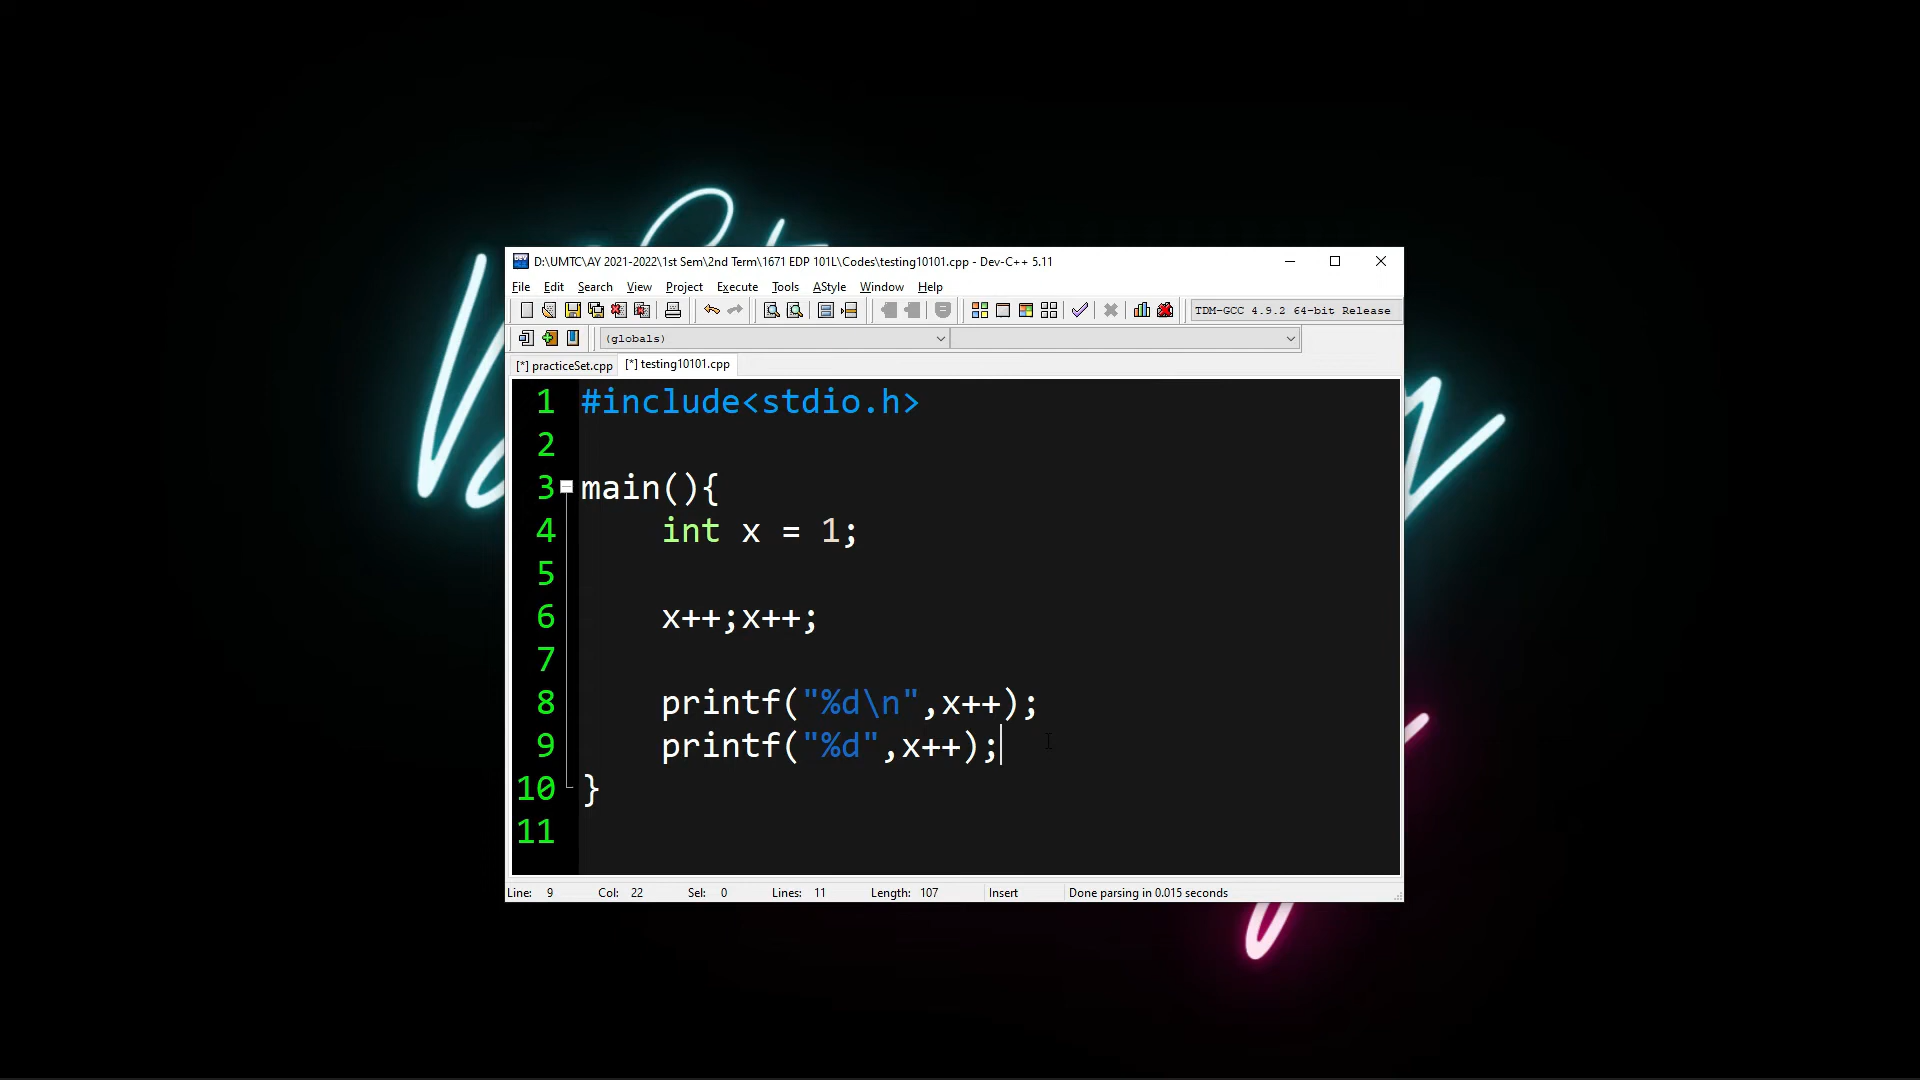 D:\UMTC\AY 2021-2022\1st Sem\2nd Term\1671 EDP 101L\Codes\testing10101.cpp - Dev-C++ 5.11
File Edit Search View Project Execute Tools AStyle Window Help
TDM-GCC 4.9.2 64-bit Release
(globals)
[*] practiceSet.cpp [*] testing10101.cpp
1 #include<stdio.h>
2
3 main(){
4 int x = 1;
5
6 x++;x++;
7
8 printf("%d\n",x++);
9 printf("%d",x++);
10 }
11
Line: 9 Col: 22 Sel: 0 Lines: 11 Length: 107 Insert Done parsing in 0.015 seconds